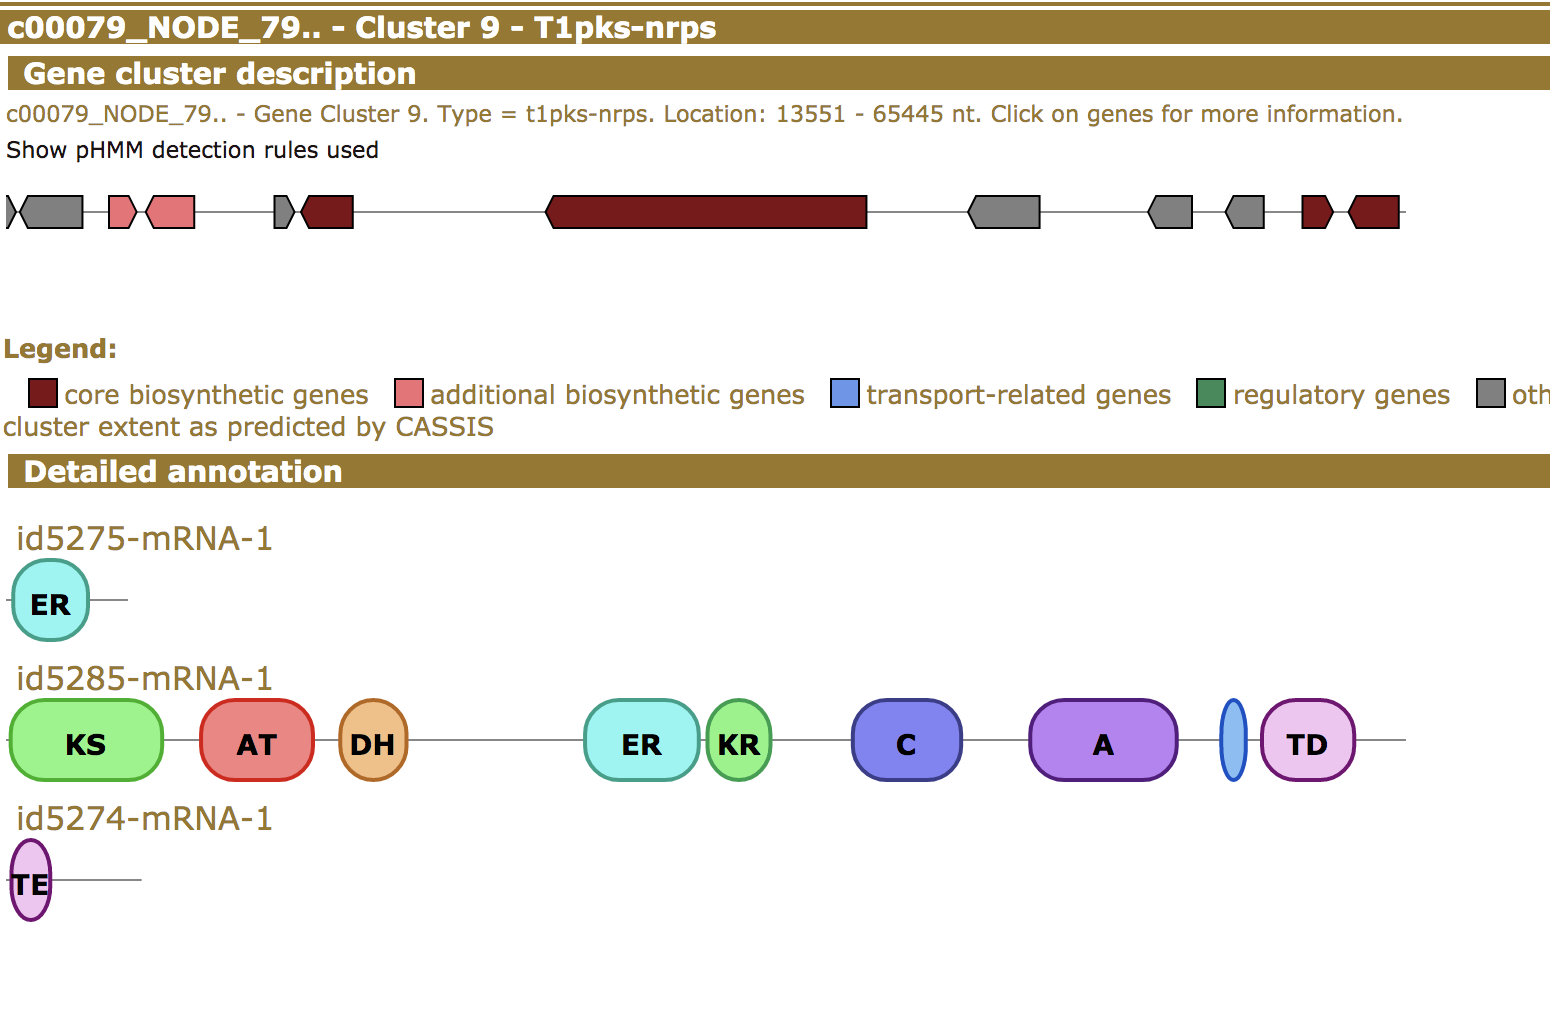 c00079_NODE_79.. - Cluster 9 - T1pks-nrps
Gene cluster description
c00079_NODE_79.. - Gene Cluster 9. Type = t1pks-nrps. Location: 13551 - 65445 nt. Click on genes for more information.
Show pHMM detection rules used
Legend:
core biosynthetic genes additional biosynthetic genes transport-related genes regulatory genes oth
cluster extent as predicted by CASSIS
Detailed annotation
id5275-mRNA-1
ER
id5285-mRNA-1
KS AT DH ER KR C A TD
id5274-mRNA-1
TE